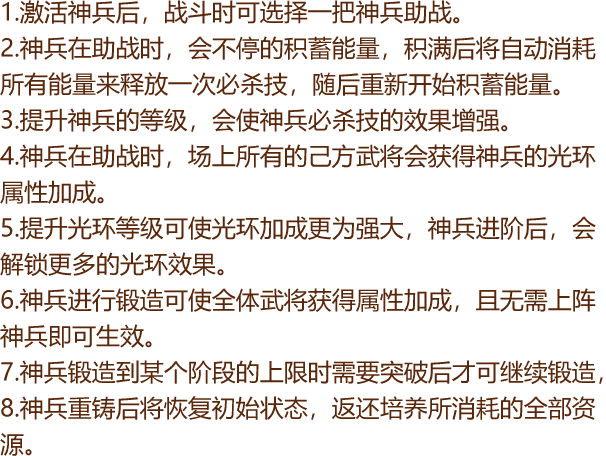 1.激活神兵后，战斗时可选择一把神兵助战。
2.神兵在助战时，会不停的积蓄能量，积满后将自动消耗
所有能量来释放一次必杀技，随后重新开始积蓄能量。
3.提升神兵的等级，会使神兵必杀技的效果增强。
4.神兵在助战时，场上所有的己方武将会获得神兵的光环
属性加成。
5.提升光环等级可使光环加成更为强大，神兵进阶后，会
解锁更多的光环效果。
6.神兵进行锻造可使全体武将获得属性加成，且无需上阵
神兵即可生效。
7.神兵锻造到某个阶段的上限时需要突破后才可继续锻造，
8.神兵重铸后将恢复初始状态，返还培养所消耗的全部资
源。